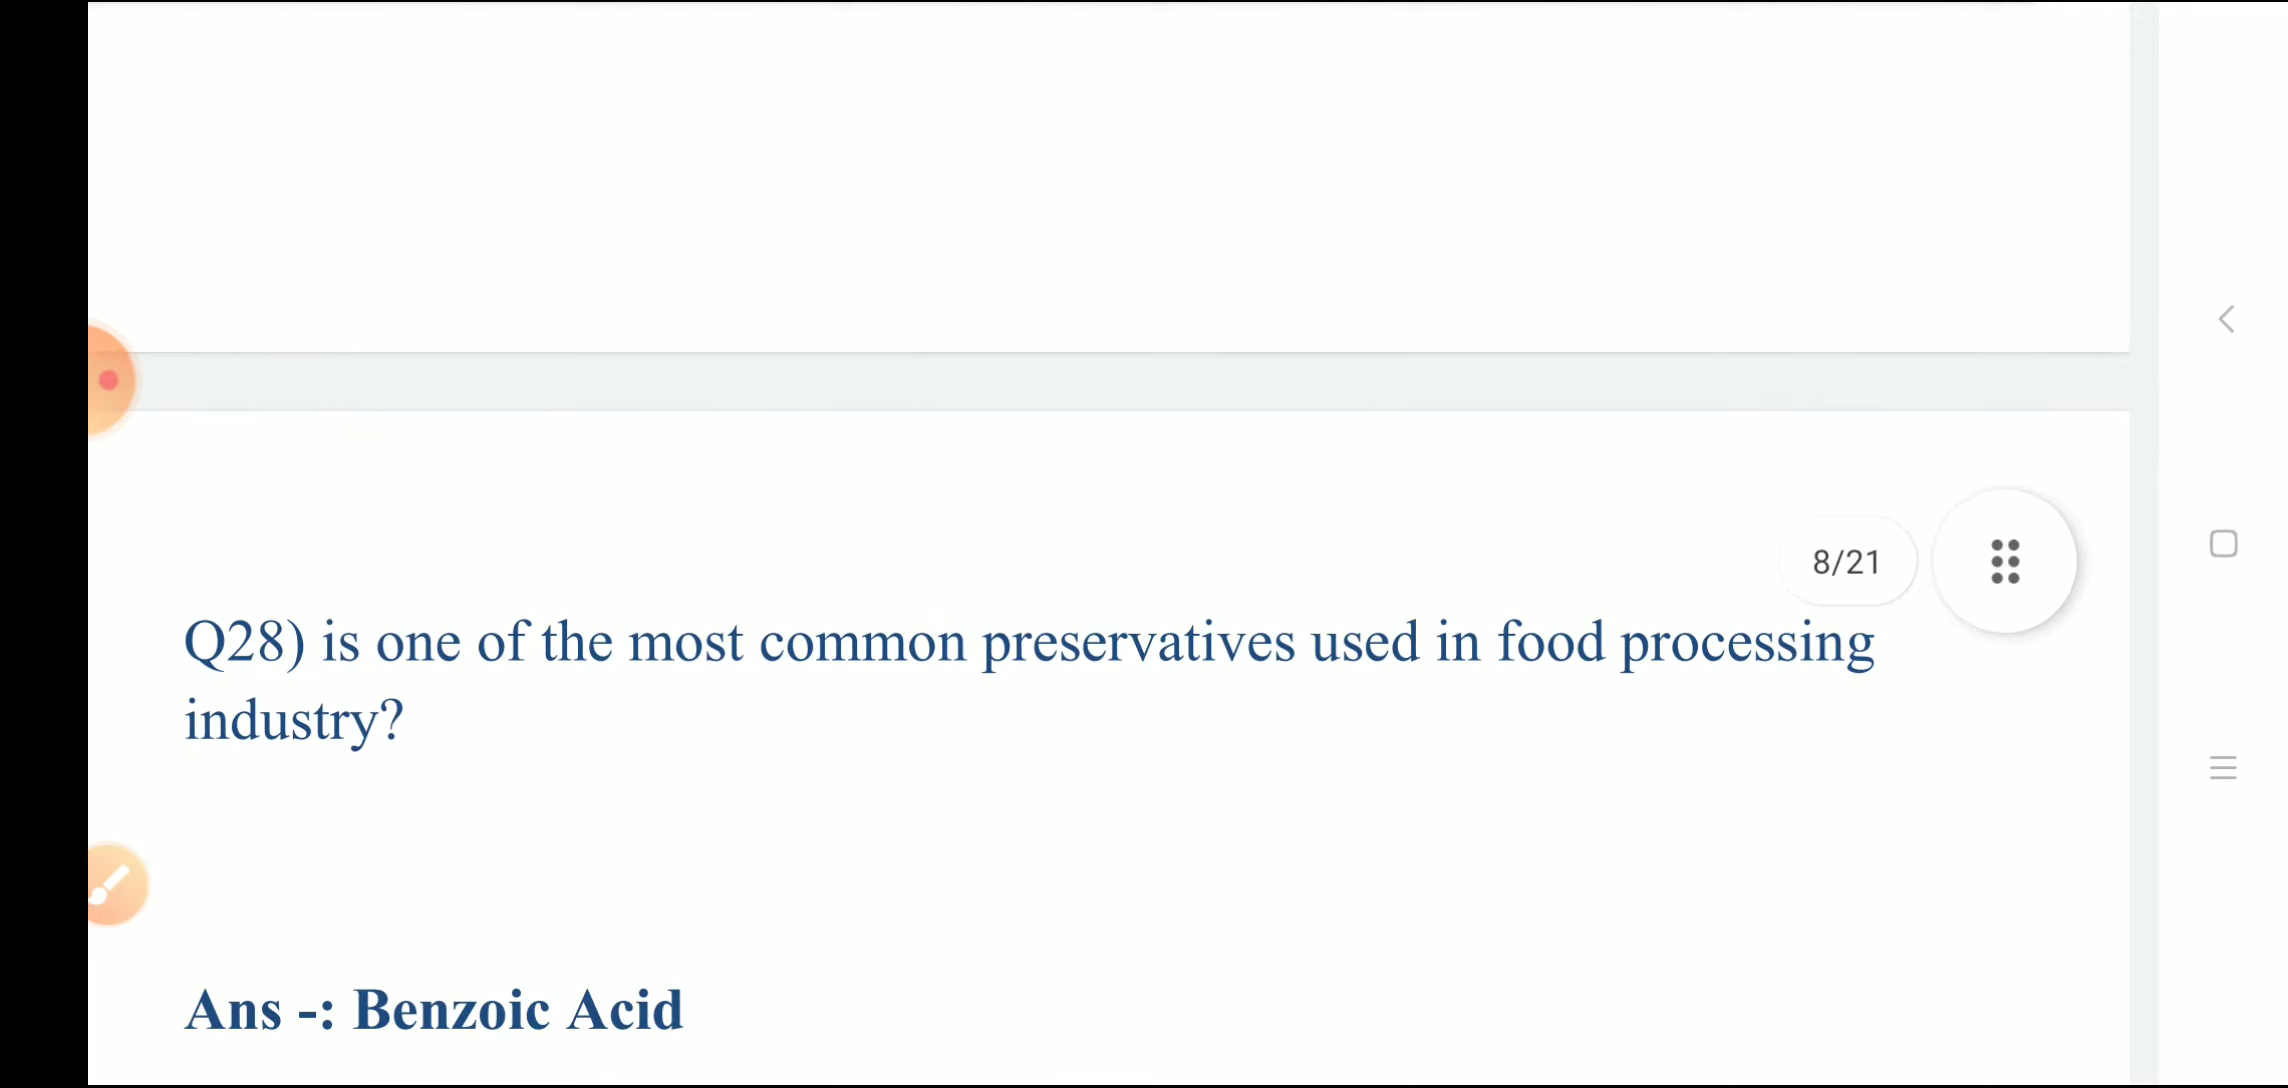 8/21
Q28) is one of the most common preservatives used in food processing
industry?
Ans -: Benzoic Acid